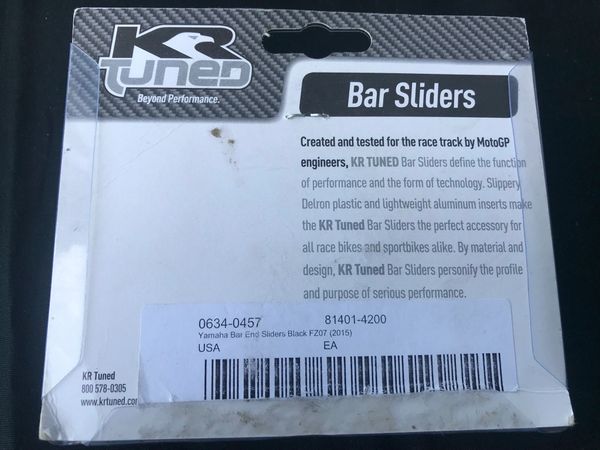 KR
TUNED
Beyond Performance.
Bar Sliders
Created and tested for the race track by MotoGP
engineers, KR TUNED Bar Sliders define the function
of performance and the form of technology. Slippery
Delron plastic and lightweight aluminum inserts make
the KR Tuned Bar Sliders the perfect accessory for
all race bikes and sportbikes alike. By material and
design, KR Tuned Bar Sliders personify the profile
and purpose of serious performance.
0634-0457 81401-4200
Yamaha Bar End Sliders Black FZ07 (2015)
USA EA
KR Tuned
800 578-0305
www.krtuned.com